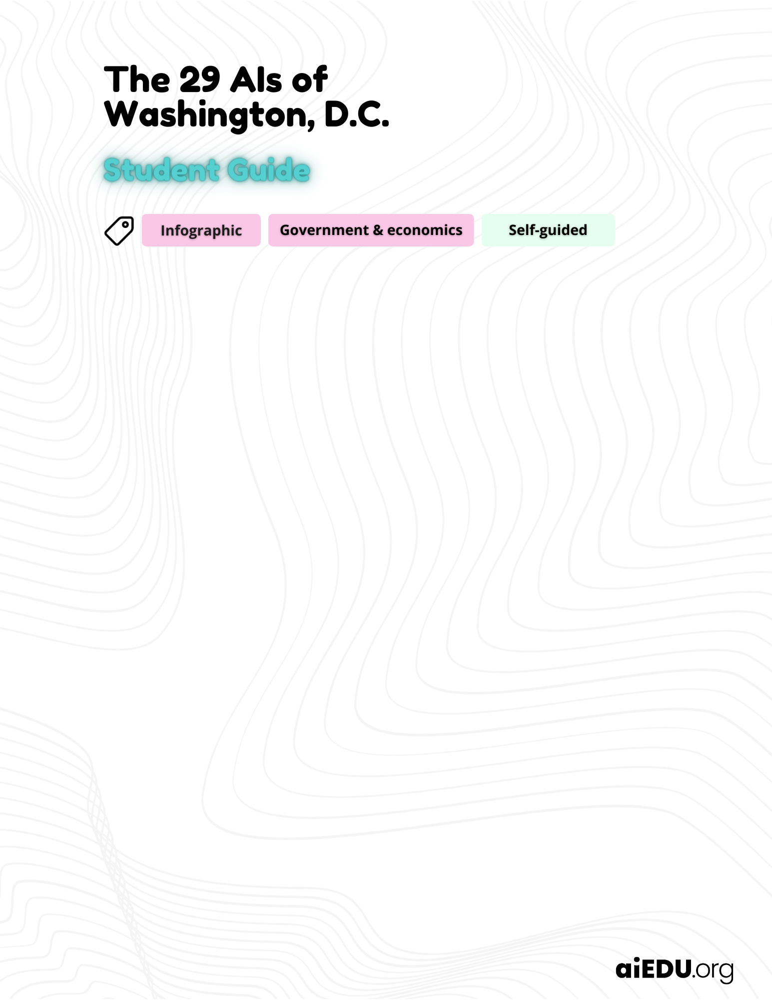 The 29 AIs of
Washington, D.C.
Student Guide
Infographic
Government & economics
Self-guided
aiEDU.org